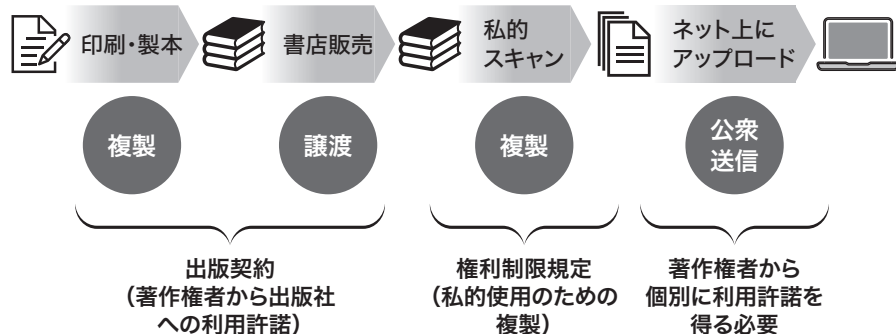 印刷・製本
書店販売
私的
スキャン
ネット上に
アップロード
複製
譲渡
複製
公衆
送信
出版契約
（著作権者から出版社
への利用許諾）
権利制限規定
（私的使用のための
複製）
著作権者から
個別に利用許諾を
得る必要